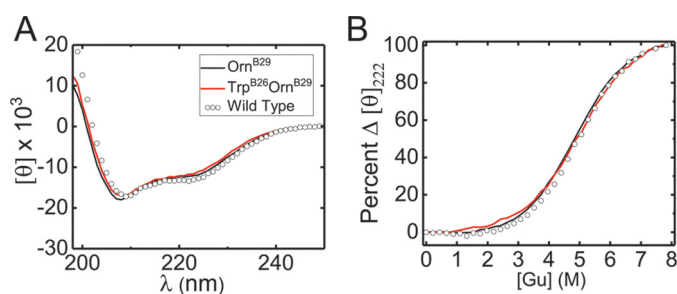 A
[θ] x 10³
20
10
0
-10
-20
-30
200
220
240
λ (nm)
Orn^B29
Trp^B26Orn^B29
Wild Type
B
Percent Δ [θ]₂₂₂
100
80
60
40
20
0
0 1 2 3 4 5 6 7 8
[Gu] (M)